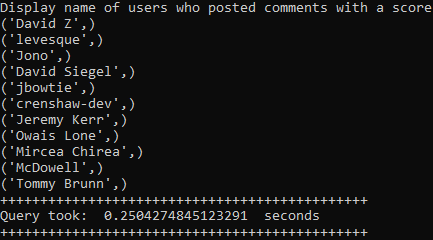 Display name of users who posted comments with a score
('David Z',)
('levesque',)
('Jono',)
('David Siegel',)
('jbowtie',)
('crenshaw-dev',)
('Jeremy Kerr',)
('Owais Lone',)
('Mircea Chirea',)
('McDowell',)
('Tommy Brunn',)
++++++++++++++++++++++++++++++++++++++++++++++
Query took:  0.2504274845123291  seconds
++++++++++++++++++++++++++++++++++++++++++++++